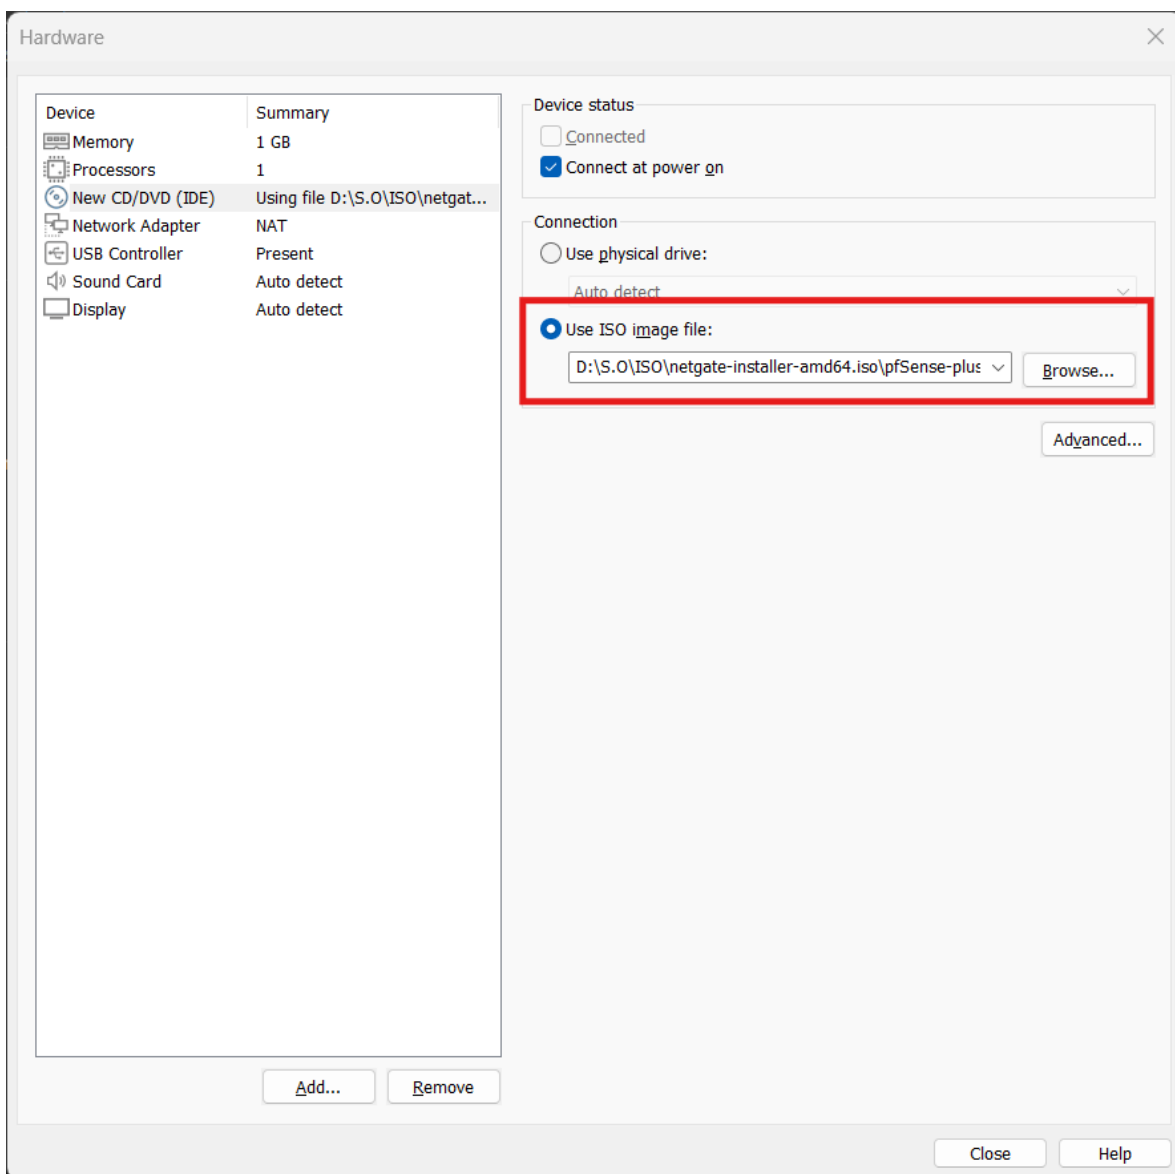 Hardware
Device Summary
Memory 1 GB
Processors 1
New CD/DVD (IDE) Using file D:\S.O\ISO\netgat...
Network Adapter NAT
USB Controller Present
Sound Card Auto detect
Display Auto detect
Add... Remove
Device status
Connected
Connect at power on
Connection
Use physical drive:
Auto detect
Use ISO image file:
D:\S.O\ISO\netgate-installer-amd64.iso\pfSense-plus Browse...
Advanced...
Close Help